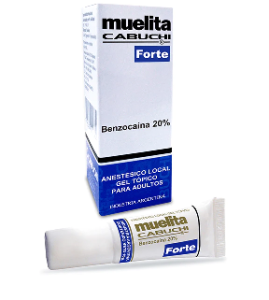 muelita
CABUCHI
Forte
Benzocaína 20%
ANESTESICO LOCAL
GEL TÓPICO
PARA ADULTOS
INDUSTRIA ARGENTINA
muelita
CABUCHI
Benzocaína 20%
Forte